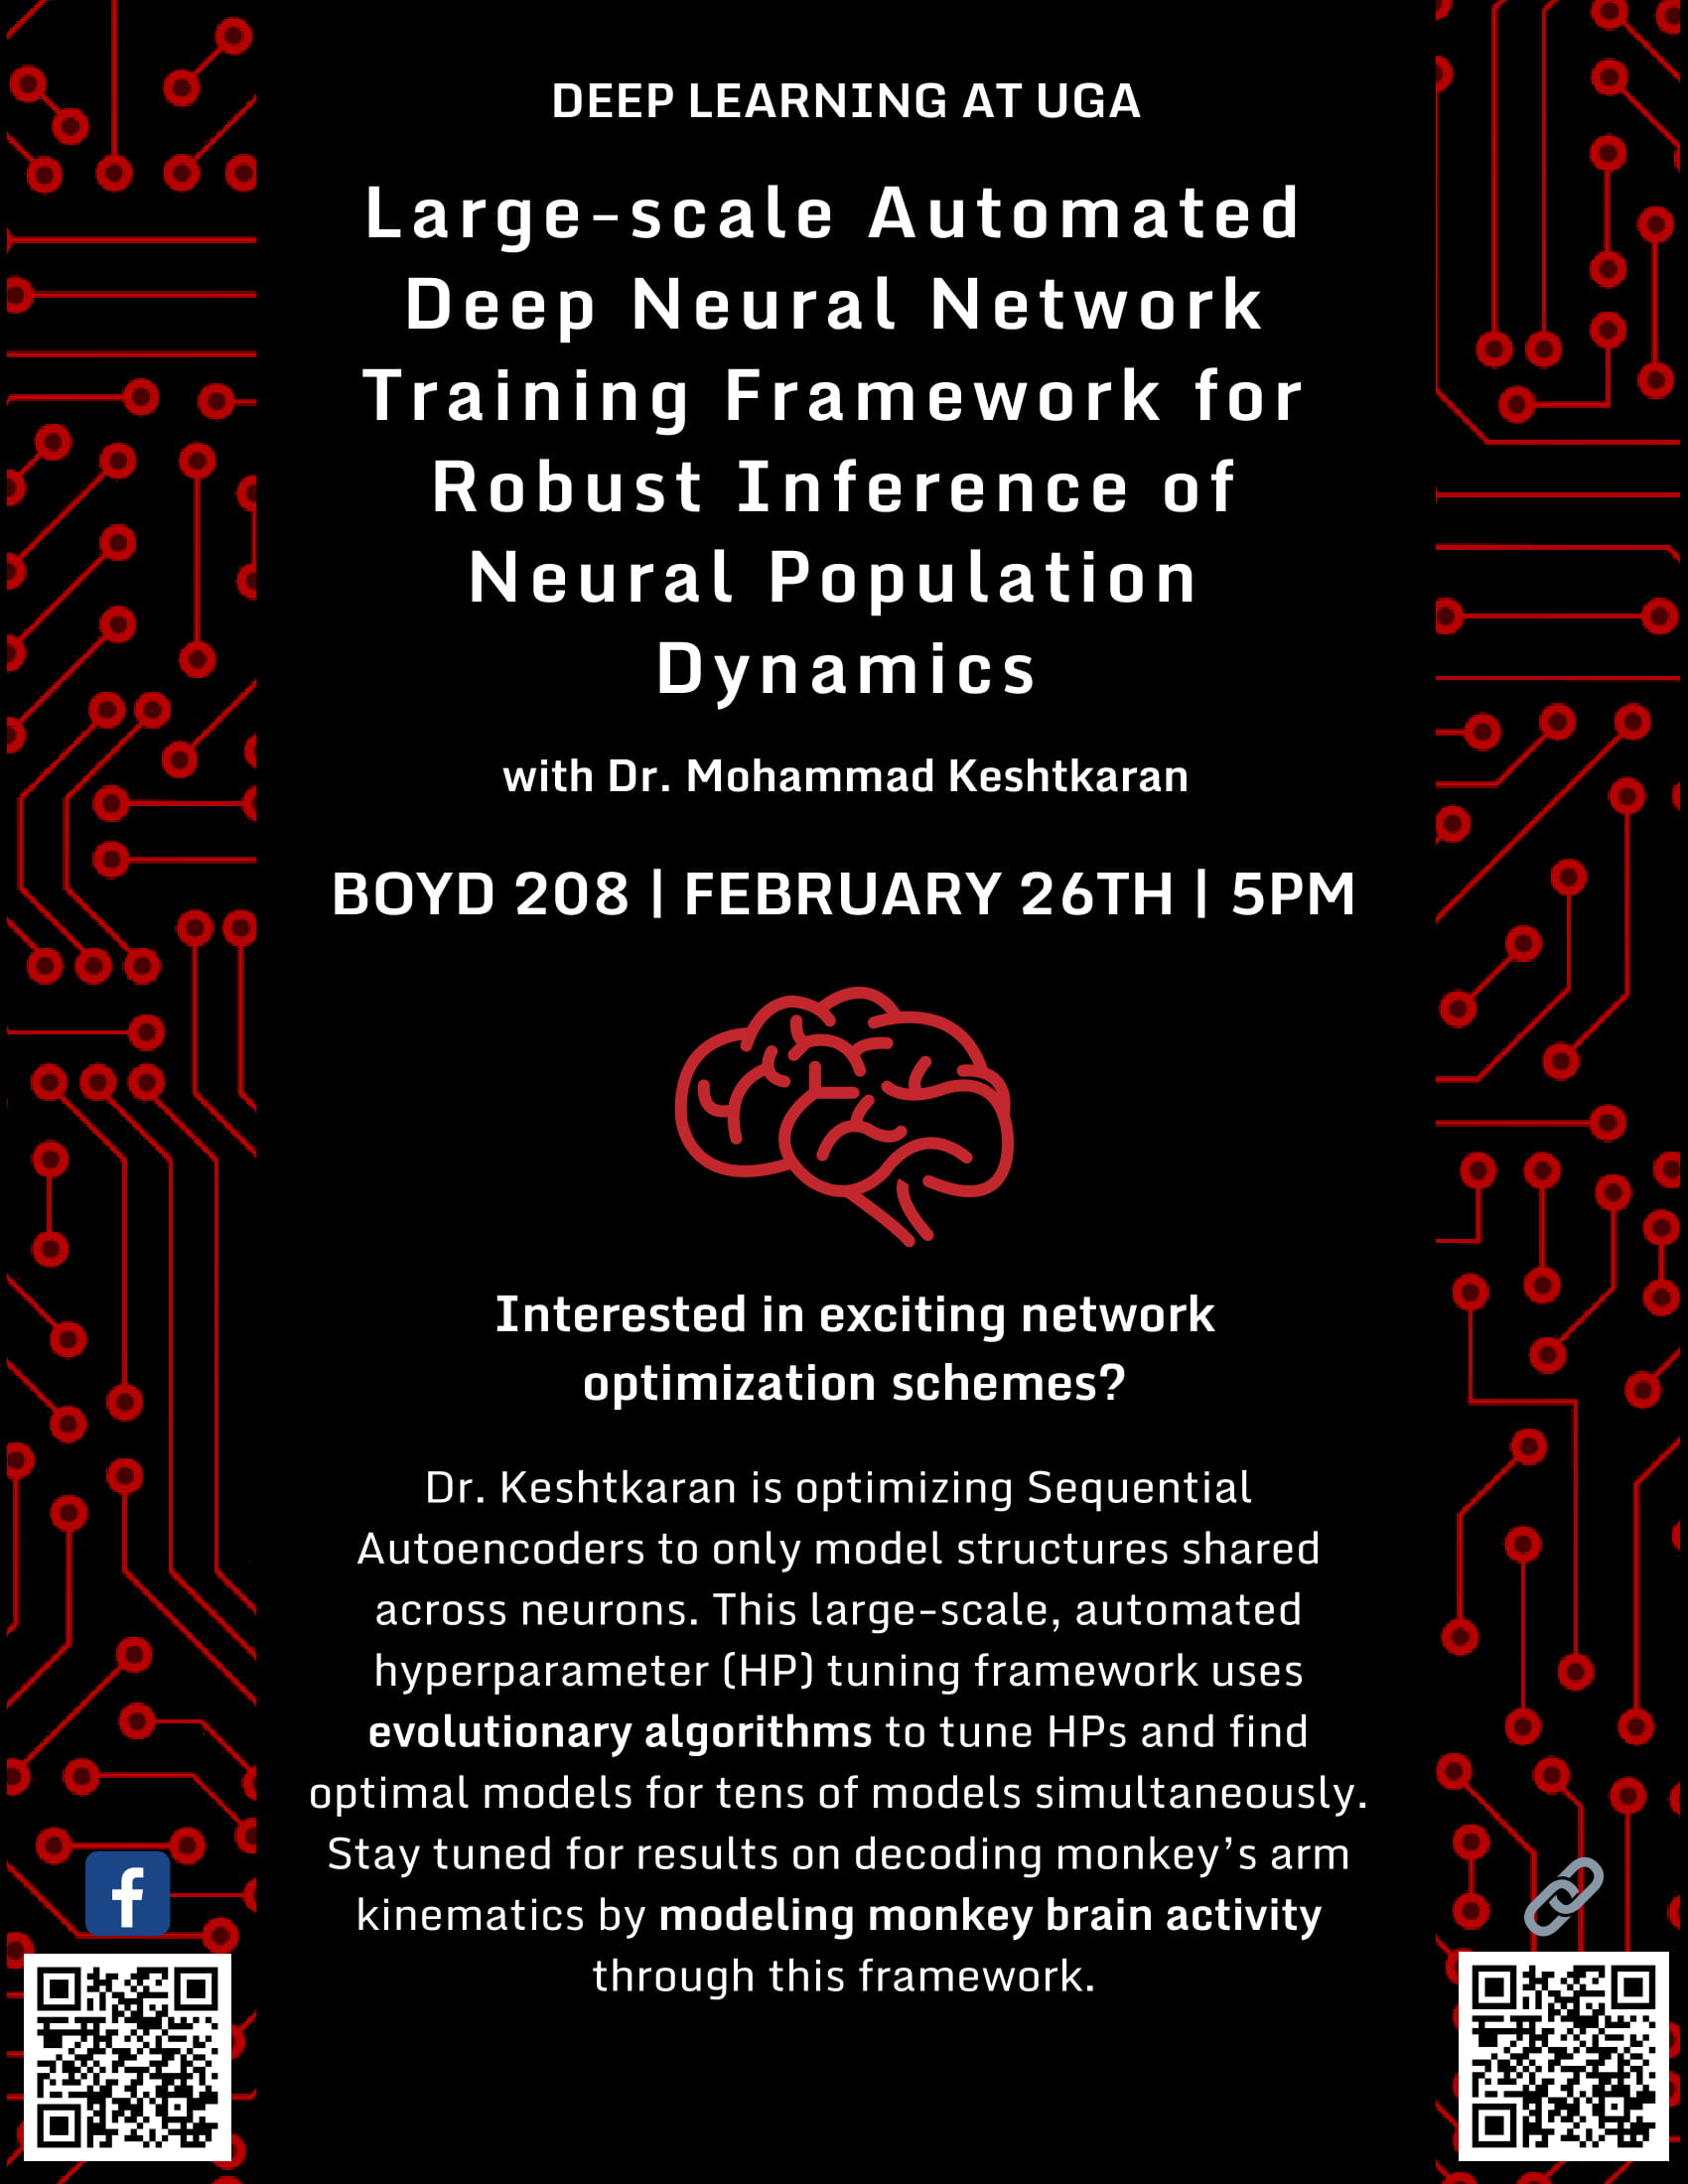 DEEP LEARNING AT UGA
Large-scale Automated
Deep Neural Network
Training Framework for
Robust Inference of
Neural Population
Dynamics
with Dr. Mohammad Keshtkaran
BOYD 208 | FEBRUARY 26TH | 5PM
Interested in exciting network
optimization schemes?
Dr. Keshtkaran is optimizing Sequential
Autoencoders to only model structures shared
across neurons. This large-scale, automated
hyperparameter (HP) tuning framework uses
evolutionary algorithms to tune HPs and find
optimal models for tens of models simultaneously.
Stay tuned for results on decoding monkey’s arm
kinematics by modeling monkey brain activity
through this framework.
f